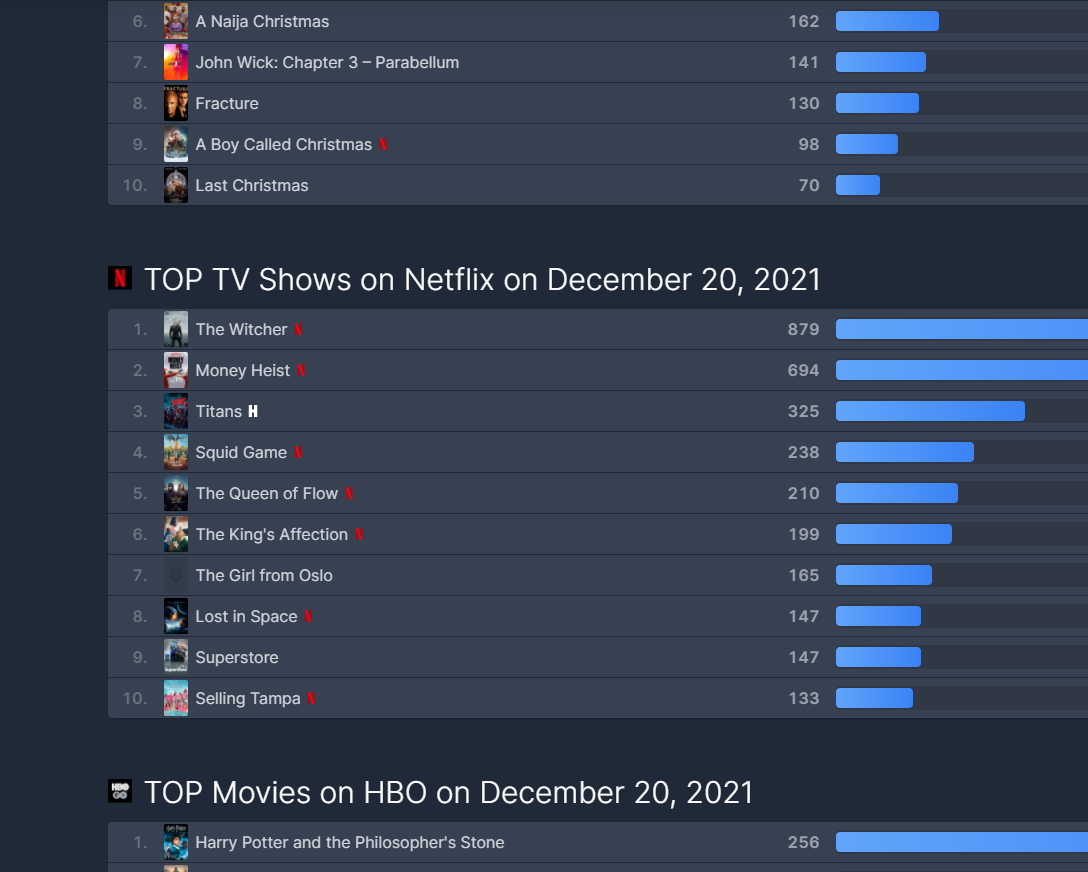 6. A Naija Christmas 162
7. John Wick: Chapter 3 – Parabellum 141
8. Fracture 130
9. A Boy Called Christmas N 98
10. Last Christmas 70
N TOP TV Shows on Netflix on December 20, 2021
1. The Witcher N 879
2. Money Heist N 694
3. Titans H 325
4. Squid Game N 238
5. The Queen of Flow N 210
6. The King's Affection N 199
7. The Girl from Oslo 165
8. Lost in Space N 147
9. Superstore 147
10. Selling Tampa N 133
HBO GO TOP Movies on HBO on December 20, 2021
1. Harry Potter and the Philosopher's Stone 256